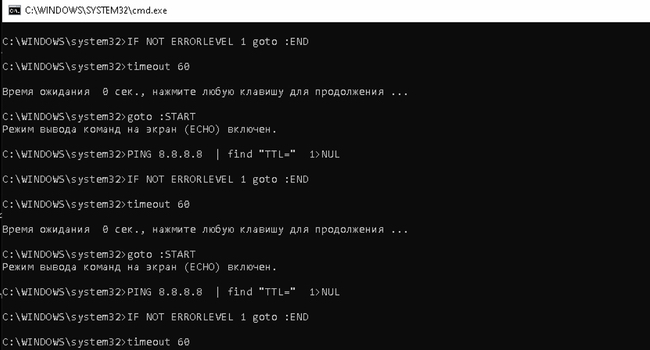 C:\WINDOWS\SYSTEM32\cmd.exe
C:\WINDOWS\system32>IF NOT ERRORLEVEL 1 goto :END
C:\WINDOWS\system32>timeout 60
Время ожидания  0 сек., нажмите любую клавишу для продолжения ...
C:\WINDOWS\system32>goto :START
Режим вывода команд на экран (ECHO) включен.
C:\WINDOWS\system32>PING 8.8.8.8  | find "TTL="  1>NUL
C:\WINDOWS\system32>IF NOT ERRORLEVEL 1 goto :END
C:\WINDOWS\system32>timeout 60
Время ожидания  0 сек., нажмите любую клавишу для продолжения ...
C:\WINDOWS\system32>goto :START
Режим вывода команд на экран (ECHO) включен.
C:\WINDOWS\system32>PING 8.8.8.8  | find "TTL="  1>NUL
C:\WINDOWS\system32>IF NOT ERRORLEVEL 1 goto :END
C:\WINDOWS\system32>timeout 60